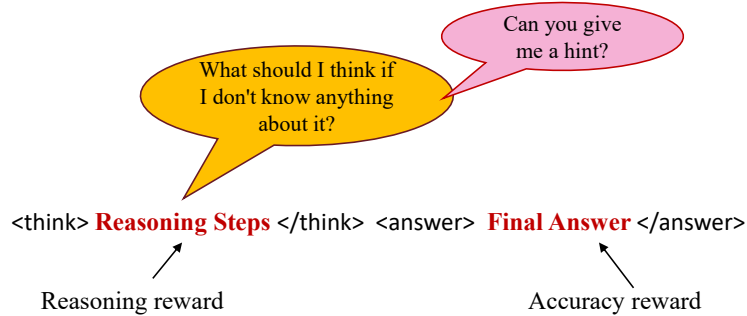 Can you give
me a hint?
What should I think if
I don't know anything
about it?
<think> Reasoning Steps </think> <answer> Final Answer </answer>
Reasoning reward
Accuracy reward